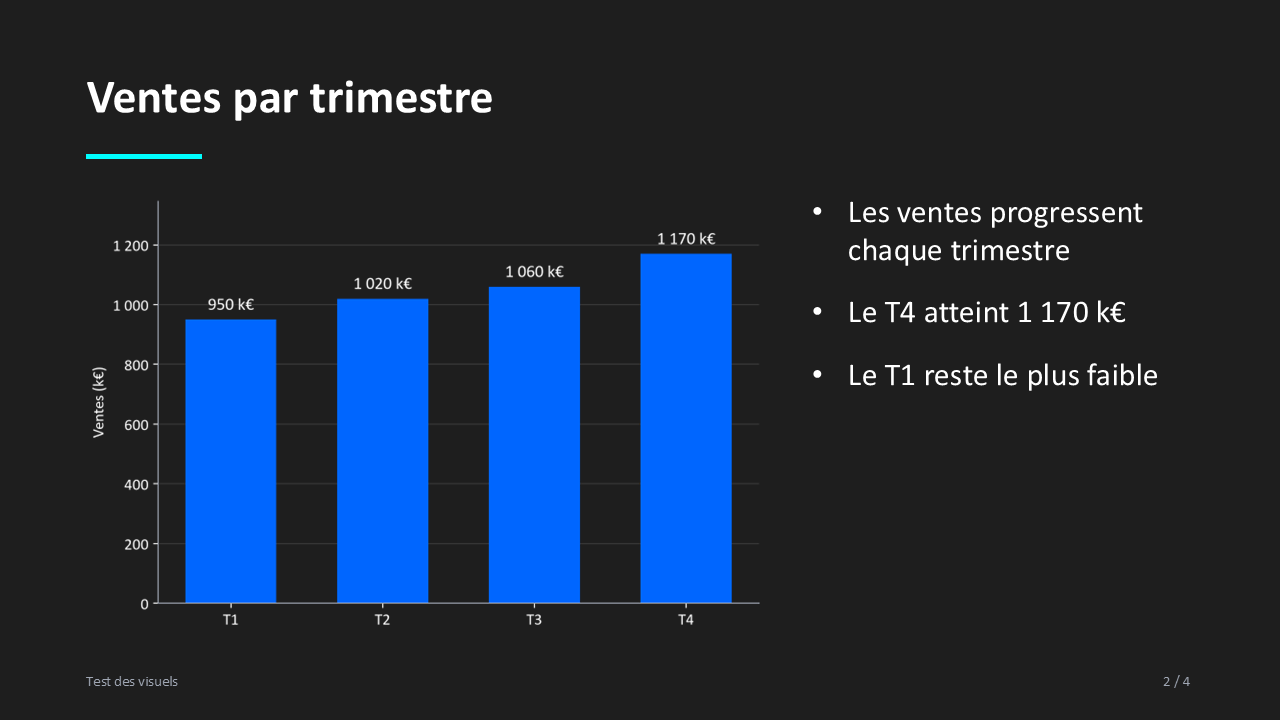 Ventes par trimestre
Ventes (k€)
1 200
1 000
800
600
400
200
0
950 k€
1 020 k€
1 060 k€
1 170 k€
T1
T2
T3
T4
• Les ventes progressent
chaque trimestre
• Le T4 atteint 1 170 k€
• Le T1 reste le plus faible
Test des visuels
2 / 4